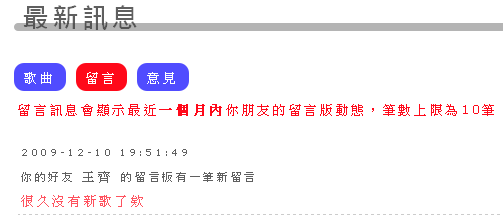 最新訊息
歌曲 留言 意見
留言訊息會顯示最近一個月內你朋友的留言版動態，筆數上限為10筆
2009-12-10 19:51:49
你的好友 王齊 的留言板有一筆新留言
很久沒有新歌了欸